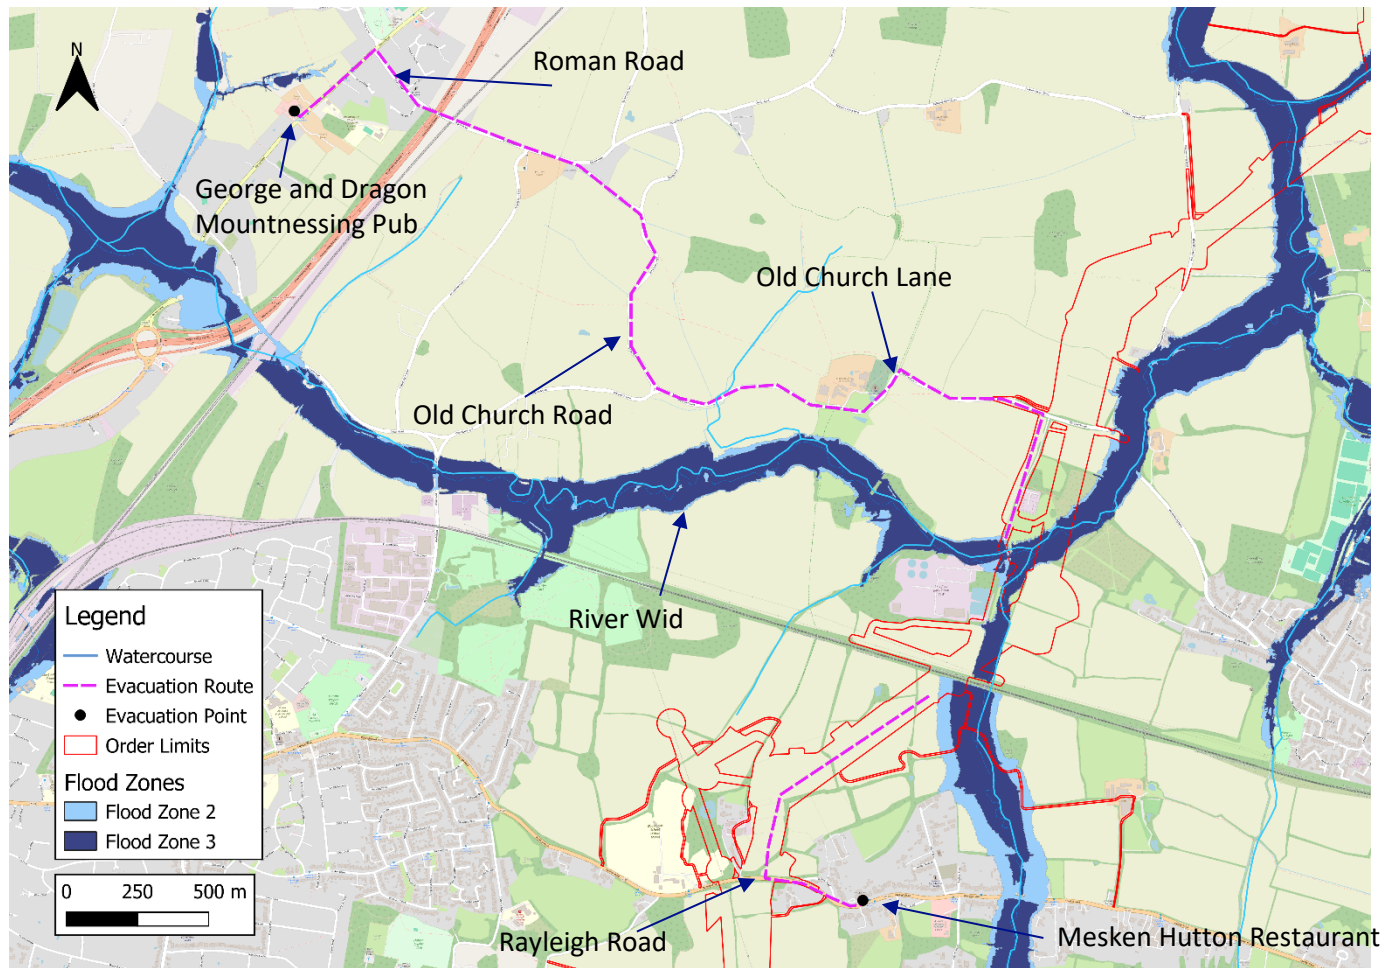 N
Roman Road
George and Dragon
Mountnessing Pub
Old Church Lane
Old Church Road
River Wid
Legend
Watercourse
Evacuation Route
Evacuation Point
Order Limits
Flood Zones
Flood Zone 2
Flood Zone 3
0 250 500 m
Rayleigh Road
Mesken Hutton Restaurant